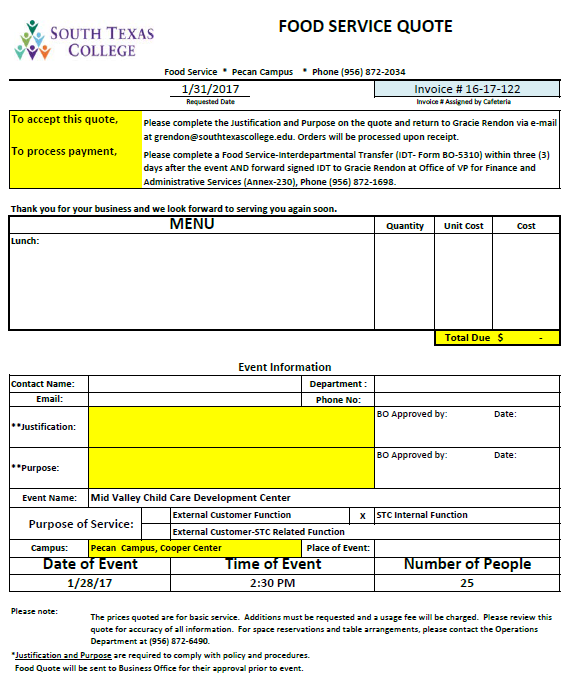 SOUTH TEXAS
COLLEGE
FOOD SERVICE QUOTE
Food Service * Pecan Campus * Phone (956) 872-2034
1/31/2017 Invoice # 16-17-122
Requested Date Invoice # Assigned by Cafeteria
To accept this quote, Please complete the Justification and Purpose on the quote and return to Gracie Rendon via e-mail
at grendon@southtexascollege.edu. Orders will be processed upon receipt.
To process payment, Please complete a Food Service-Interdepartmental Transfer (IDT- Form BO-5310) within three (3)
days after the event AND forward signed IDT to Gracie Rendon at Office of VP for Finance and
Administrative Services (Annex-230), Phone (956) 872-1698.
Thank you for your business and we look forward to serving you again soon.
MENU Quantity Unit Cost Cost
Lunch:
Total Due $ -
Event Information
Contact Name: Department :
Email: Phone No:
BO Approved by: Date:
**Justification:
BO Approved by: Date:
**Purpose:
Event Name: Mid Valley Child Care Development Center
Purpose of Service: External Customer Function x STC Internal Function
External Customer-STC Related Function
Campus: Pecan Campus, Cooper Center Place of Event:
Date of Event Time of Event Number of People
1/28/17 2:30 PM 25
Please note:
The prices quoted are for basic service. Additions must be requested and a usage fee will be charged. Please review this
quote for accuracy of all information. For space reservations and table arrangements, please contact the Operations
Department at (956) 872-6490.
*Justification and Purpose are required to comply with policy and procedures.
Food Quote will be sent to Business Office for their approval prior to event.